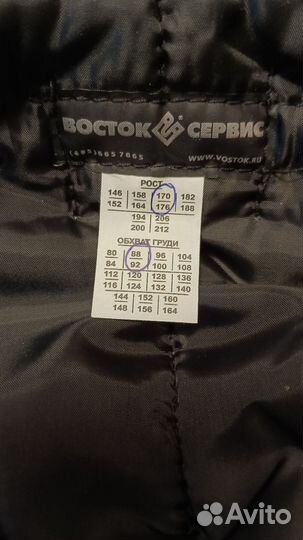 ВОСТОК СЕРВИС
(495)6657665 WWW.VOSTOK.RU
РОСТ
146 158 170 182
152 164 176 188
194 206
200 212
ОБХВАТ ГРУДИ
80 88 96 104
84 92 100 108
112 120 128 136
116 124 132 140
144 152 160
148 156 164
Avito